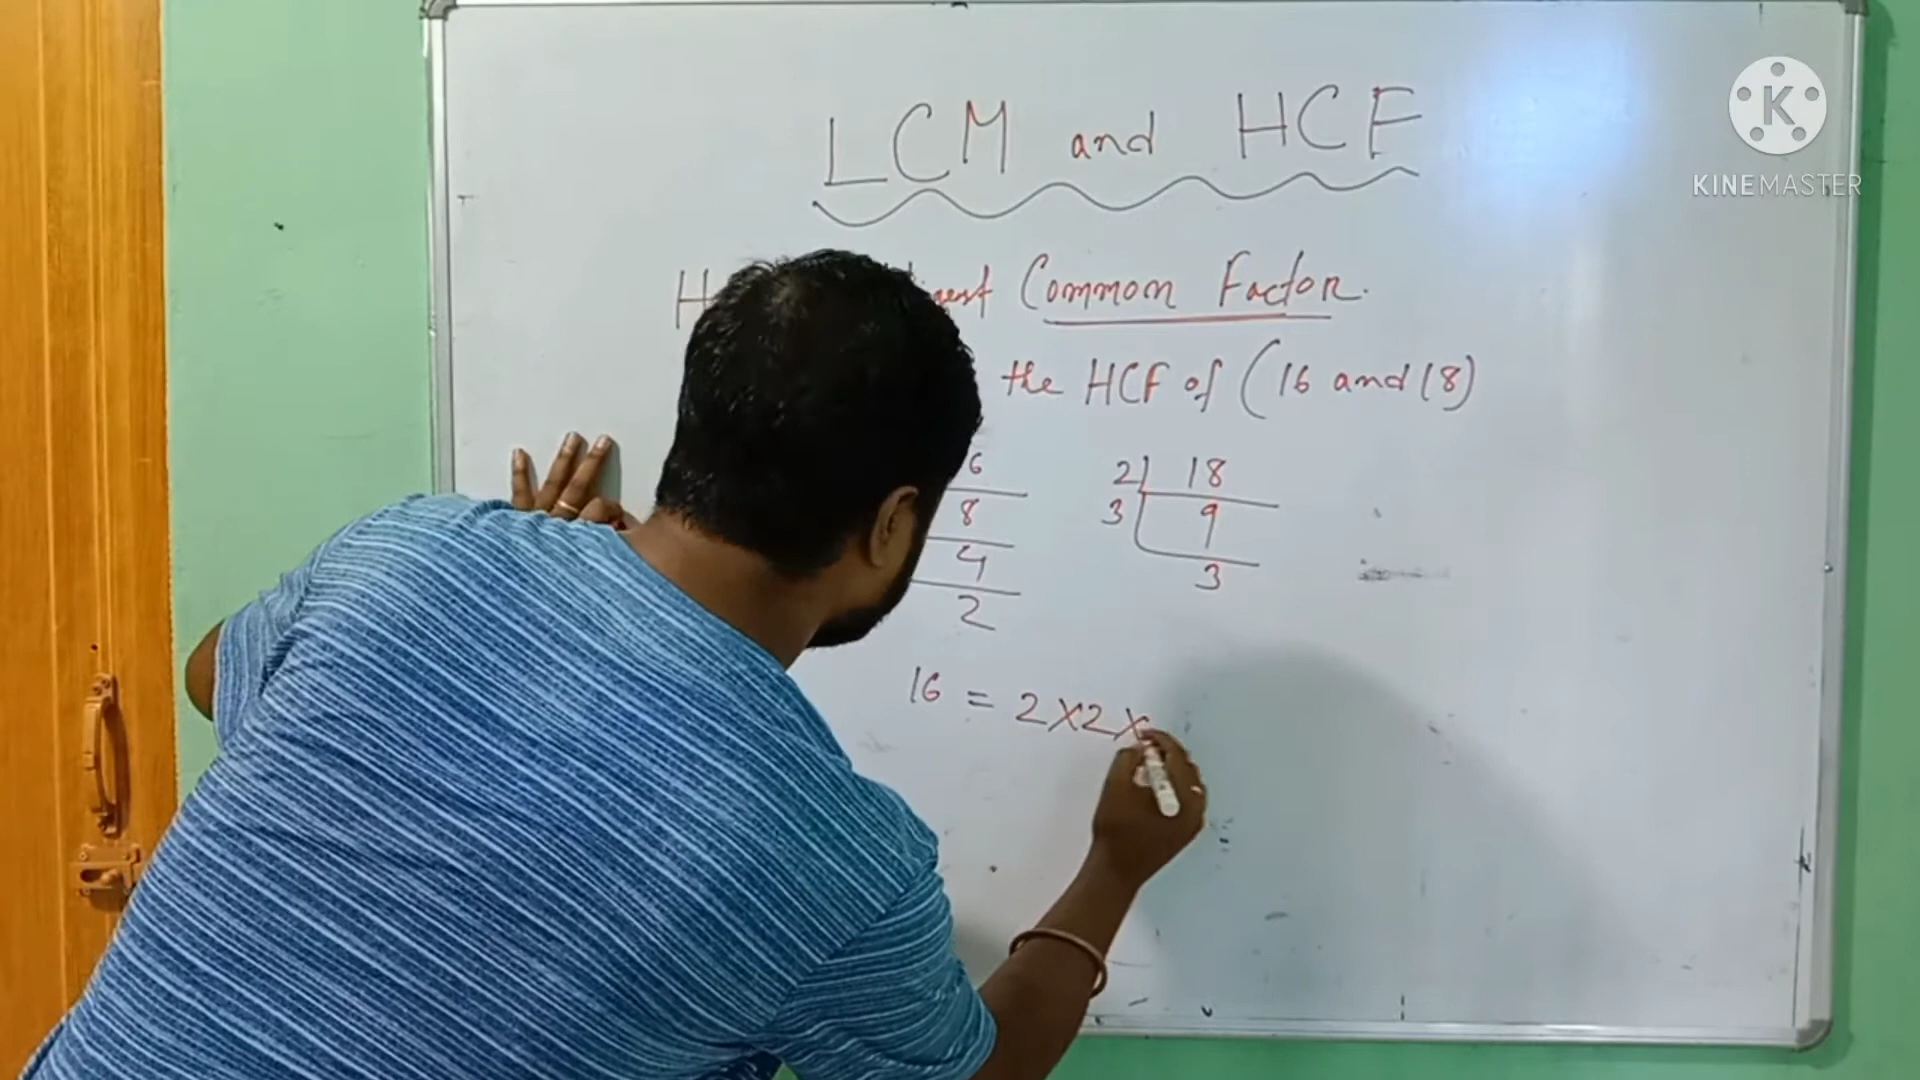 LCM and HCF
KINEMASTER
Common Factor.
the HCF of (16 and 18)
6
8
4
2
2 18
3 9
3
16 = 2×2×